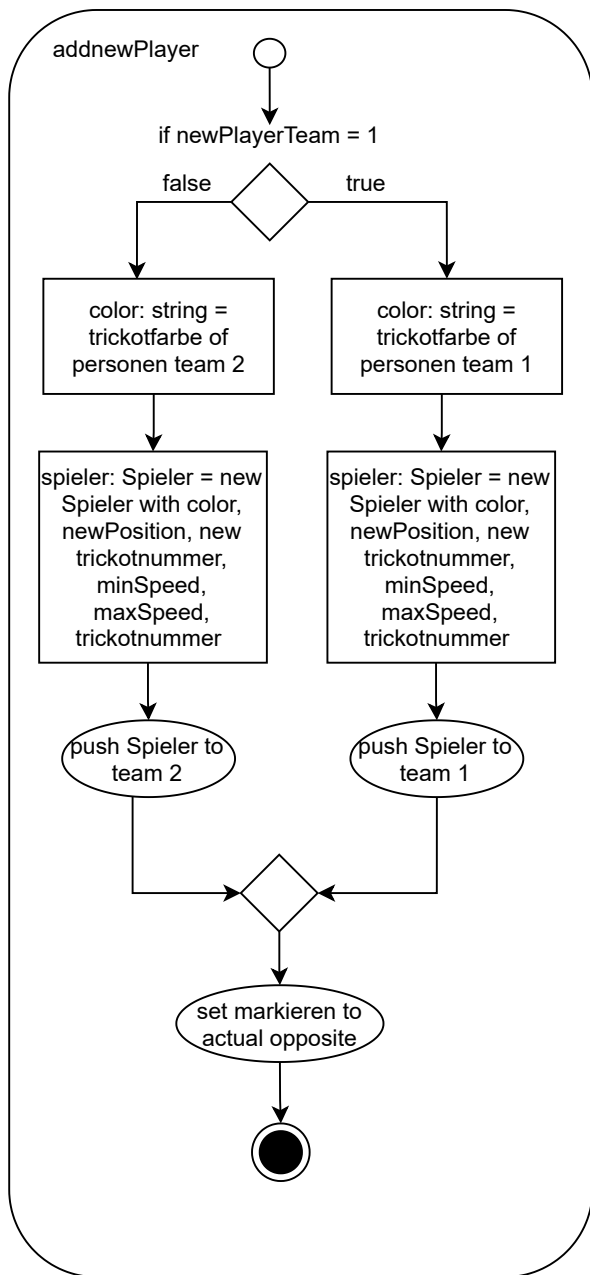 addnewPlayer
if newPlayerTeam = 1
false
true
color: string =
trickotfarbe of
personen team 2
color: string =
trickotfarbe of
personen team 1
spieler: Spieler = new
Spieler with color,
newPosition, new
trickotnummer,
minSpeed,
maxSpeed,
trickotnummer
spieler: Spieler = new
Spieler with color,
newPosition, new
trickotnummer,
minSpeed,
maxSpeed,
trickotnummer
push Spieler to
team 2
push Spieler to
team 1
set markieren to
actual opposite